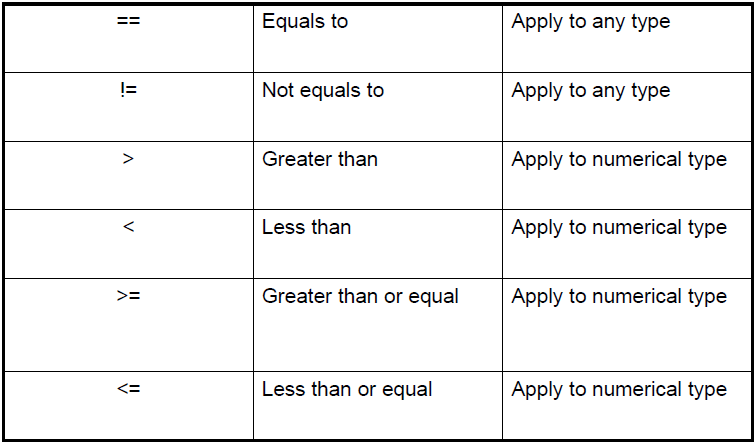 == Equals to Apply to any type
!= Not equals to Apply to any type
> Greater than Apply to numerical type
< Less than Apply to numerical type
>= Greater than or equal Apply to numerical type
<= Less than or equal Apply to numerical type